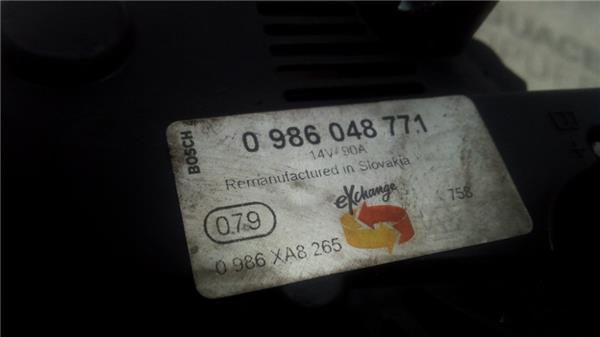 BOSCH
0 986 048 771
14V 90A
Remanufactured in Slovakia
eXchange
758
079
0 986 XA8 265
+